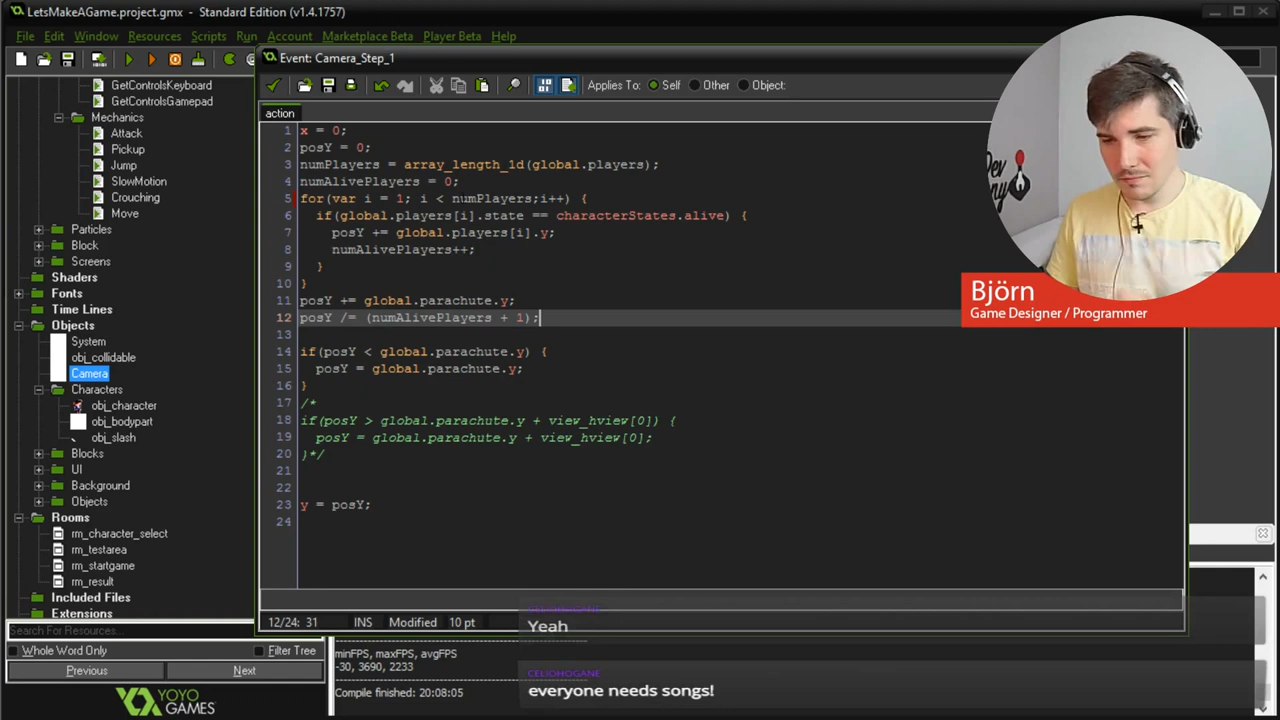 LetsMakeAGame.project.gmx - Standard Edition (v1.4.1757)
File Edit Window Resources Scripts Run Account Marketplace Beta Player Beta Help
GetControlsKeyboard
GetControlsGamepad
Mechanics
Attack
Pickup
Jump
SlowMotion
Crouching
Move
Particles
Block
Screens
Shaders
Fonts
Time Lines
Objects
System
obj_collidable
Camera
Characters
obj_character
obj_bodypart
obj_slash
Blocks
UI
Background
Objects
Rooms
rm_character_select
rm_testarea
rm_startgame
rm_result
Included Files
Extensions
Search For Resources...
Whole Word Only Filter Tree
Previous Next
YOYO
GAMES™
Event: Camera_Step_1
Applies To: Self Other Object:
action
1 x = 0;
2 posY = 0;
3 numPlayers = array_length_1d(global.players);
4 numAlivePlayers = 0;
5 for(var i = 1; i < numPlayers;i++) {
6 if(global.players[i].state == characterStates.alive) {
7 posY += global.players[i].y;
8 numAlivePlayers++;
9 }
10 }
11 posY += global.parachute.y;
12 posY /= (numAlivePlayers + 1);
13
14 if(posY < global.parachute.y) {
15 posY = global.parachute.y;
16 }
17 /*
18 if(posY > global.parachute.y + view_hview[0]) {
19 posY = global.parachute.y + view_hview[0];
20 }*/
21
22
23 y = posY;
24
12/24: 31 INS Modified 10 pt
minFPS, maxFPS, avgFPS
-30, 3690, 2233
Compile finished: 20:08:05
CELIOHOGANE
Yeah
CELIOHOGANE
everyone needs songs!
Björn
Game Designer / Programmer